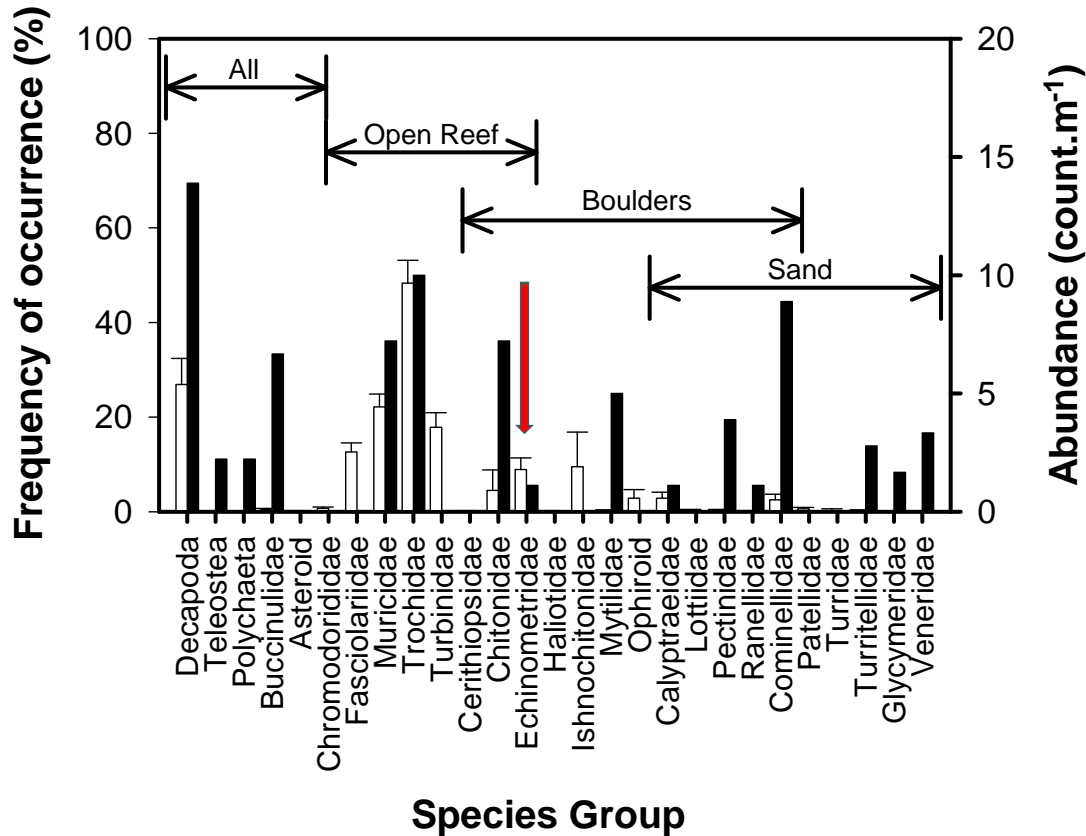 Frequency of occurrence (%)
100
80
60
40
20
0
All
Open Reef
Boulders
Sand
20
15
10
5
0
Abundance (count.m-1)
Decapoda
Teleostea
Polychaeta
Buccinulidae
Asteroid
Chromodorididae
Fasciolariidae
Muricidae
Trochidae
Turbinidae
Cerithiopsidae
Chitonidae
Echinometridae
Haliotidae
Ishnochitonidae
Mytilidae
Ophiroid
Calyptraeidae
Lottiidae
Pectinidae
Ranellidae
Cominellidae
Patellidae
Turridae
Turritellidae
Glycymeridae
Veneridae
Species Group